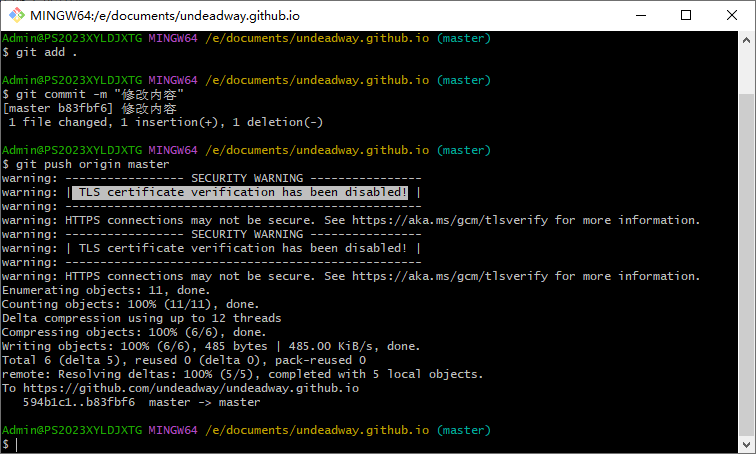 MINGW64:/e/documents/undeadway.github.io
Admin@PS2023XYLDJXTG MINGW64 /e/documents/undeadway.github.io (master)
$ git add .
Admin@PS2023XYLDJXTG MINGW64 /e/documents/undeadway.github.io (master)
$ git commit -m "修改内容"
[master b83fbf6] 修改内容
 1 file changed, 1 insertion(+), 1 deletion(-)
Admin@PS2023XYLDJXTG MINGW64 /e/documents/undeadway.github.io (master)
$ git push origin master
warning: ----------------- SECURITY WARNING ----------------
warning: | TLS certificate verification has been disabled! |
warning: ---------------------------------------------------
warning: HTTPS connections may not be secure. See https://aka.ms/gcm/tlsverify for more information.
warning: ----------------- SECURITY WARNING ----------------
warning: | TLS certificate verification has been disabled! |
warning: ---------------------------------------------------
warning: HTTPS connections may not be secure. See https://aka.ms/gcm/tlsverify for more information.
Enumerating objects: 11, done.
Counting objects: 100% (11/11), done.
Delta compression using up to 12 threads
Compressing objects: 100% (6/6), done.
Writing objects: 100% (6/6), 485 bytes | 485.00 KiB/s, done.
Total 6 (delta 5), reused 0 (delta 0), pack-reused 0
remote: Resolving deltas: 100% (5/5), completed with 5 local objects.
To https://github.com/undeadway/undeadway.github.io
   594b1c1..b83fbf6  master -> master
Admin@PS2023XYLDJXTG MINGW64 /e/documents/undeadway.github.io (master)
$